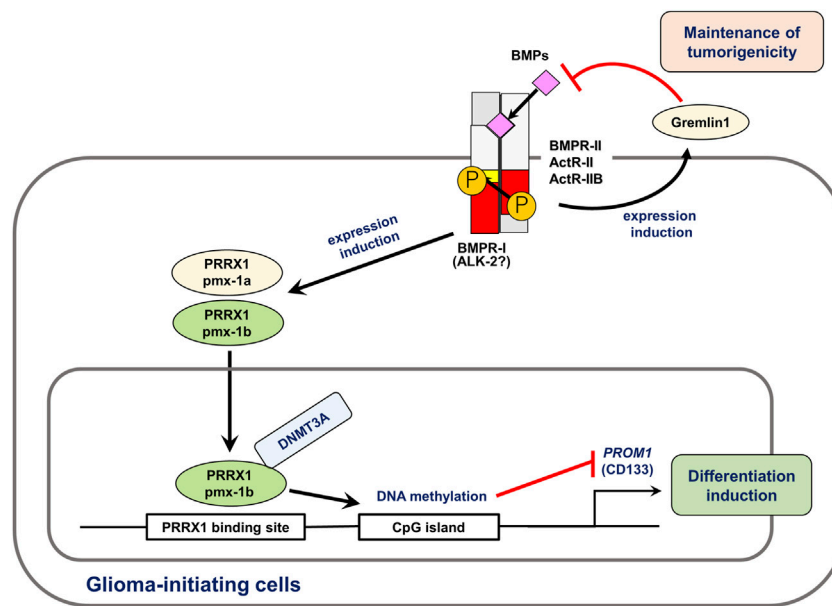 Maintenance of
tumorigenicity
BMPs
Gremlin1
BMPR-II
ActR-II
ActR-IIB
P
P
expression
induction
BMPR-I
(ALK-2?)
expression
induction
PRRX1
pmx-1a
PRRX1
pmx-1b
DNMT3A
PRRX1
pmx-1b
DNA methylation
PROM1
(CD133)
Differentiation
induction
PRRX1 binding site
CpG island
Glioma-initiating cells